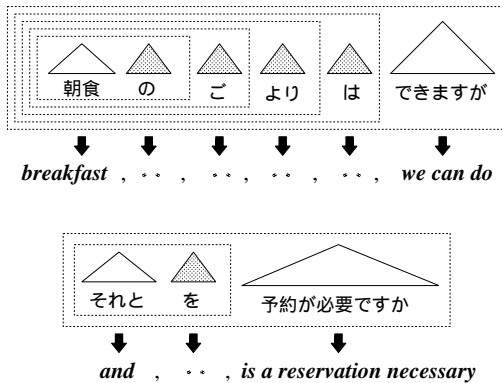 朝食 の ご より は できますが
breakfast , " " , " " , " " , " " , we can do
それと を 予約が必要ですか
and , " " , is a reservation necessary